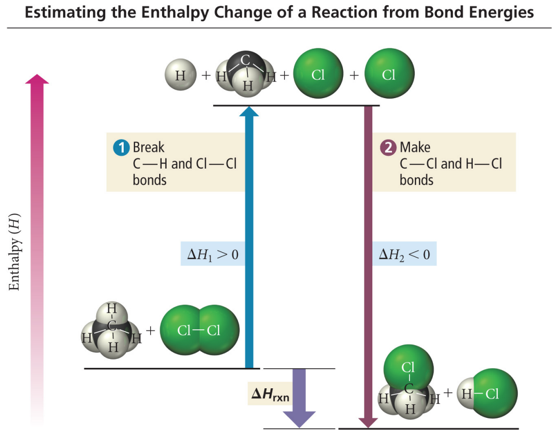 Estimating the Enthalpy Change of a Reaction from Bond Energies
H + H C H H + Cl + Cl
1 Break
C—H and Cl—Cl
bonds
2 Make
C—Cl and H—Cl
bonds
Enthalpy (H)
ΔH₁ > 0
ΔH₂ < 0
H
H C H + Cl—Cl
H
ΔHrxn
Cl
C
H H H + H—Cl